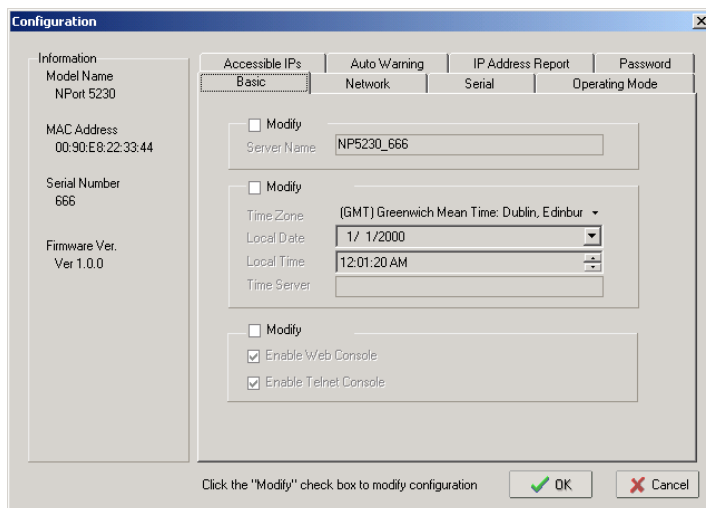 Configuration
Information
Model Name
NPort 5230
MAC Address
00:90:E8:22:33:44
Serial Number
666
Firmware Ver.
Ver 1.0.0
Accessible IPs Auto Warning IP Address Report Password
Basic Network Serial Operating Mode
Modify
Server Name NP5230_666
Modify
Time Zone (GMT) Greenwich Mean Time: Dublin, Edinbur
Local Date 1/ 1/2000
Local Time 12:01:20 AM
Time Server
Modify
Enable Web Console
Enable Telnet Console
Click the "Modify" check box to modify configuration OK Cancel